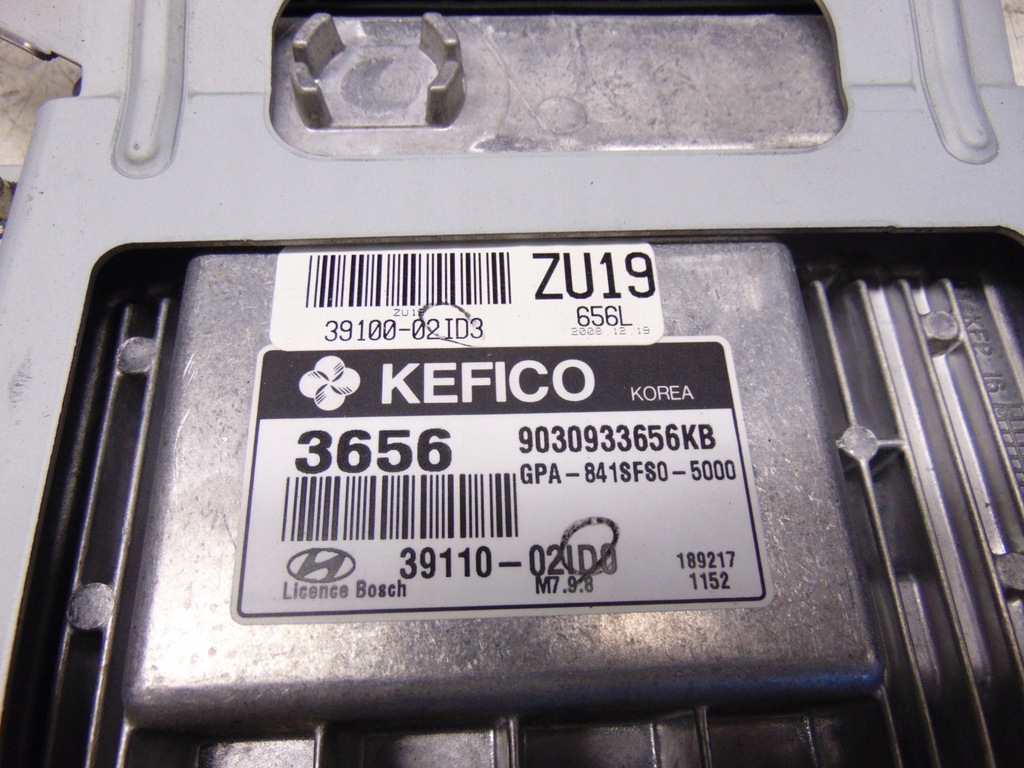 ZU19
ZU19
39100-02ID3
656L
2008 12.19
KEFICO
KOREA
3656
9030933656KB
GPA-841SFS0-5000
39110-02ID0
189217
Licence Bosch
M7.9.8
1152